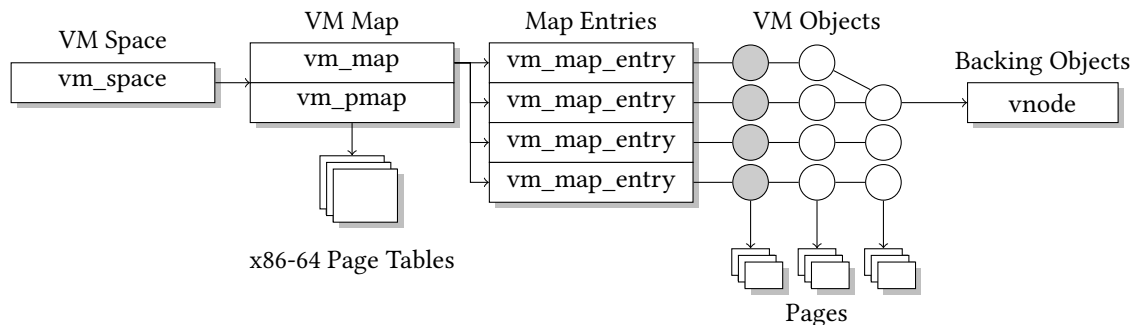 VM Space
vm_space
VM Map
vm_map
vm_pmap
x86-64 Page Tables
Map Entries
vm_map_entry
vm_map_entry
vm_map_entry
vm_map_entry
VM Objects
Pages
Backing Objects
vnode